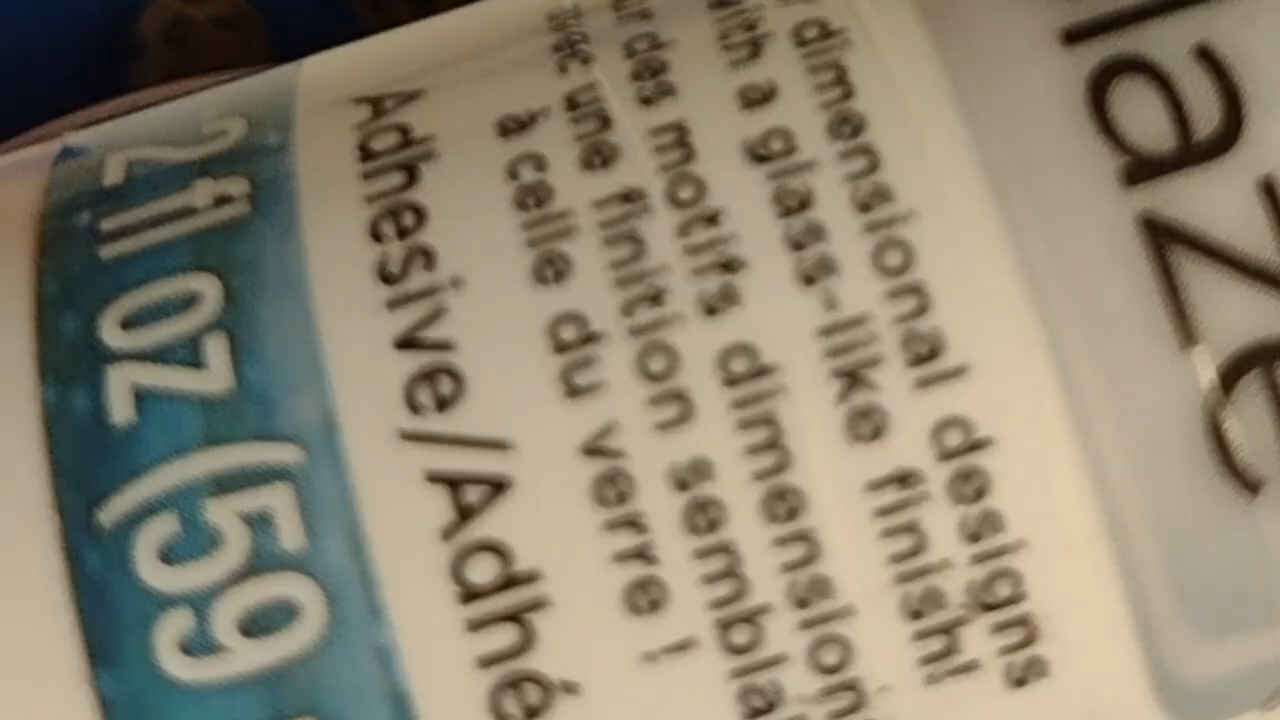 laze
dimensional designs
with a glass-like finish!
ur des motifs dimension
avec une finition sembla
à celle du verre !
Adhesive/Adhé
2 fl oz (59